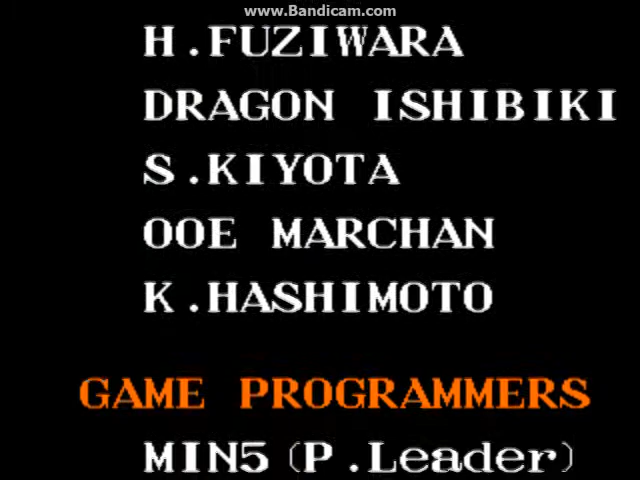 www.Bandicam.com
H.FUZIWARA
DRAGON ISHIBIKI
S.KIYOTA
OOE MARCHAN
K.HASHIMOTO
GAME PROGRAMMERS
MIN5(P.Leader)